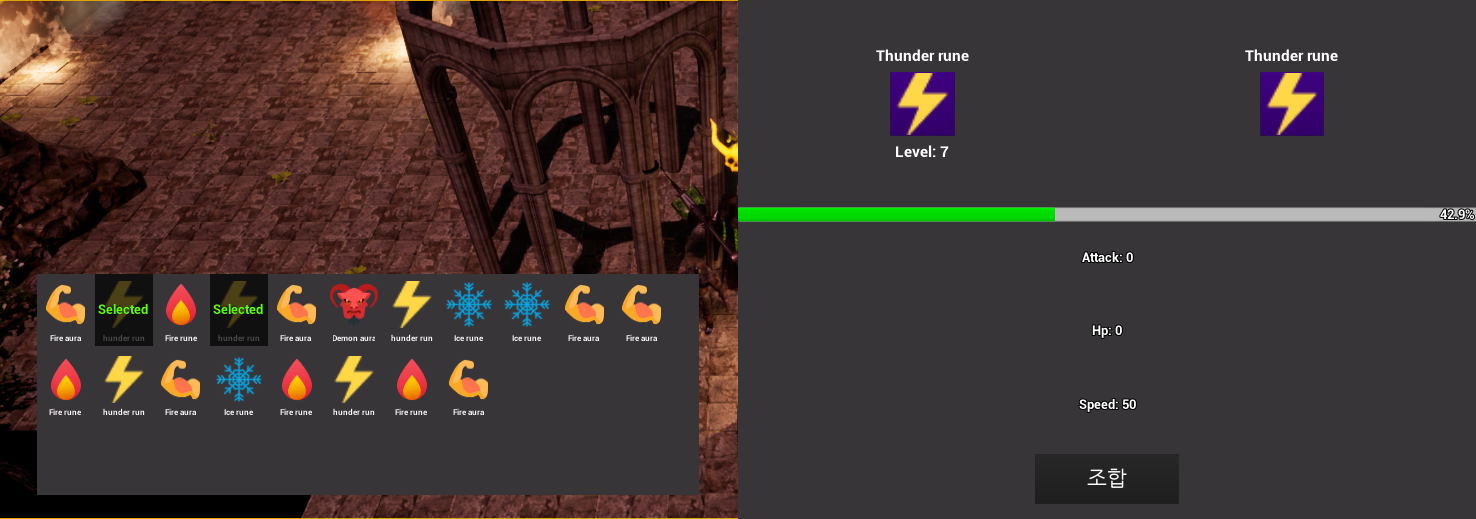 Selected
Selected
Fire aura
hunder run
Fire rune
hunder run
Fire aura
Demon aura
hunder run
Ice rune
Ice rune
Fire aura
Fire aura
Fire rune
hunder run
Fire aura
Ice rune
Fire rune
hunder run
Fire rune
Fire aura
Thunder rune
Thunder rune
Level: 7
42.9%
Attack: 0
Hp: 0
Speed: 50
조합